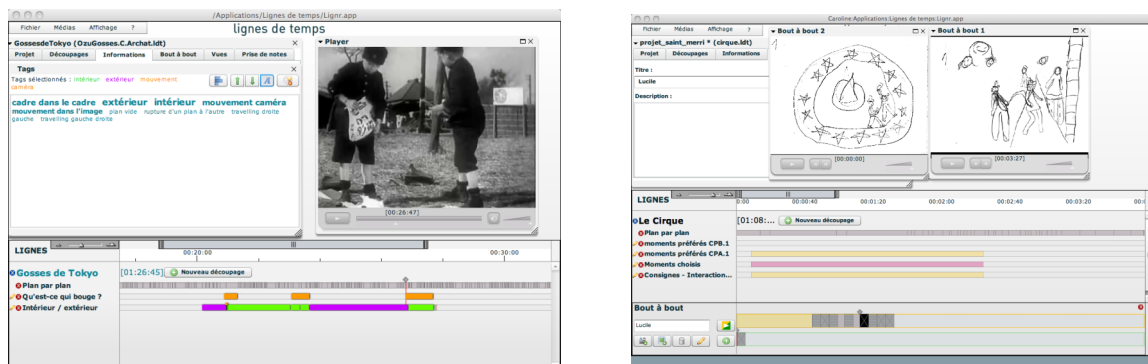 /Applications/Lignes de temps/Lignr.app
Fichier Médias Affichage ?
lignes de temps
GossesdeTokyo (OzuGosses.C.Archat.ldt)
Projet Découpages Informations Bout à bout Vues Prise de notes
Tags
Tags sélectionnés : intérieur extérieur mouvement
caméra
cadre dans le cadre extérieur intérieur mouvement caméra
mouvement dans l'image plan vide rupture d'un plan à l'autre travelling droite
gauche travelling gauche droite
Player
[00:26:47]
LIGNES
00:20:00 00:30:00
Gosses de Tokyo [01:26:45] Nouveau découpage
Plan par plan
Qu'est-ce qui bouge ?
Intérieur / extérieur
Caroline:Applications:Lignes de temps:Lignr.app
Fichier Médias Affichage ?
projet_saint_merri * (cirque.ldt)
Projet Découpages Informations
Titre :
Lucile
Description :
Bout à bout 2
[00:00:00]
Bout à bout 1
[00:03:27]
LIGNES
0:00 00:00:40 00:01:20 00:02:00 00:02:40 00:03:20
Le Cirque [01:08:... Nouveau découpage
Plan par plan
moments préférés CPB.1
moments préférés CPA.1
Moments choisis
Consignes - Interaction...
Bout à bout
Lucile